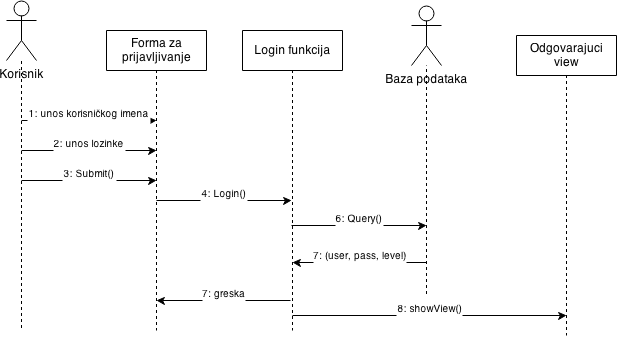 Forma za
prijavljivanje
Login funkcija
Odgovarajuci
view
Korisnik
Baza podataka
1: unos korisničkog imena
2: unos lozinke
3: Submit()
4: Login()
6: Query()
7: (user, pass, level)
7: greska
8: showView()